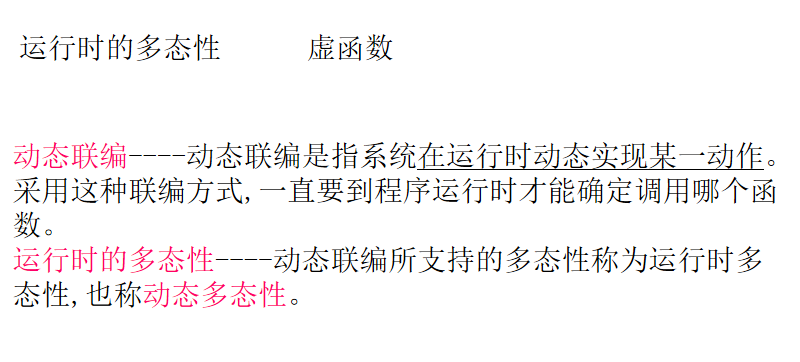 运行时的多态性 虚函数
动态联编----动态联编是指系统在运行时动态实现某一动作。
采用这种联编方式,一直要到程序运行时才能确定调用哪个函
数。
运行时的多态性----动态联编所支持的多态性称为运行时多
态性,也称动态多态性。